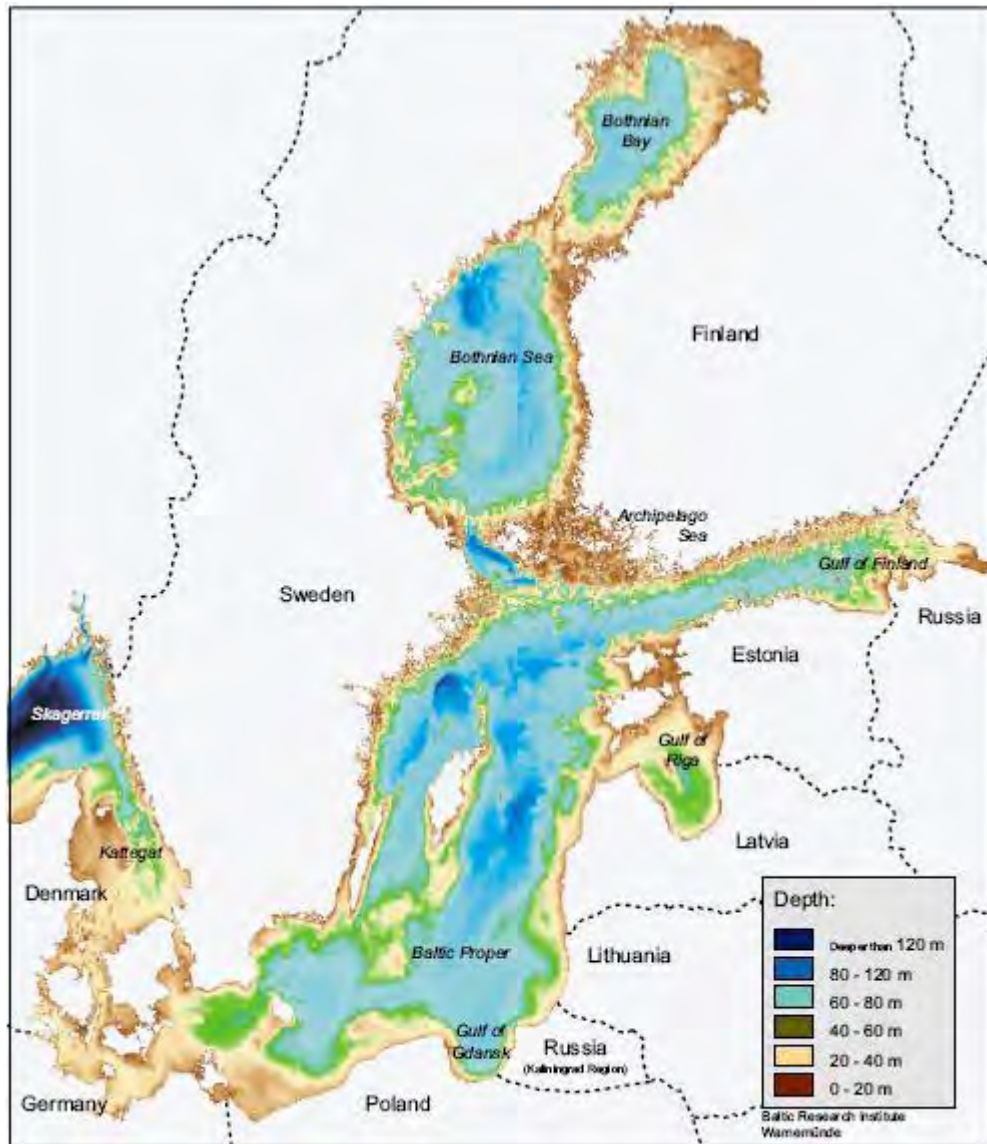 Bothnian
Bay
Finland
Bothnian Sea
Archipelago
Sea
Gulf of Finland
Sweden
Russia
Estonia
Skagerrak
Gulf of
Riga
Latvia
Kattegat
Denmark
Depth:
Deeper than 120 m
80 - 120 m
60 - 80 m
40 - 60 m
20 - 40 m
0 - 20 m
Baltic Proper
Lithuania
Gulf of
Gdansk
Russia
(Kaliningrad Region)
Germany
Poland
Baltic Research Institute
Warnemünde